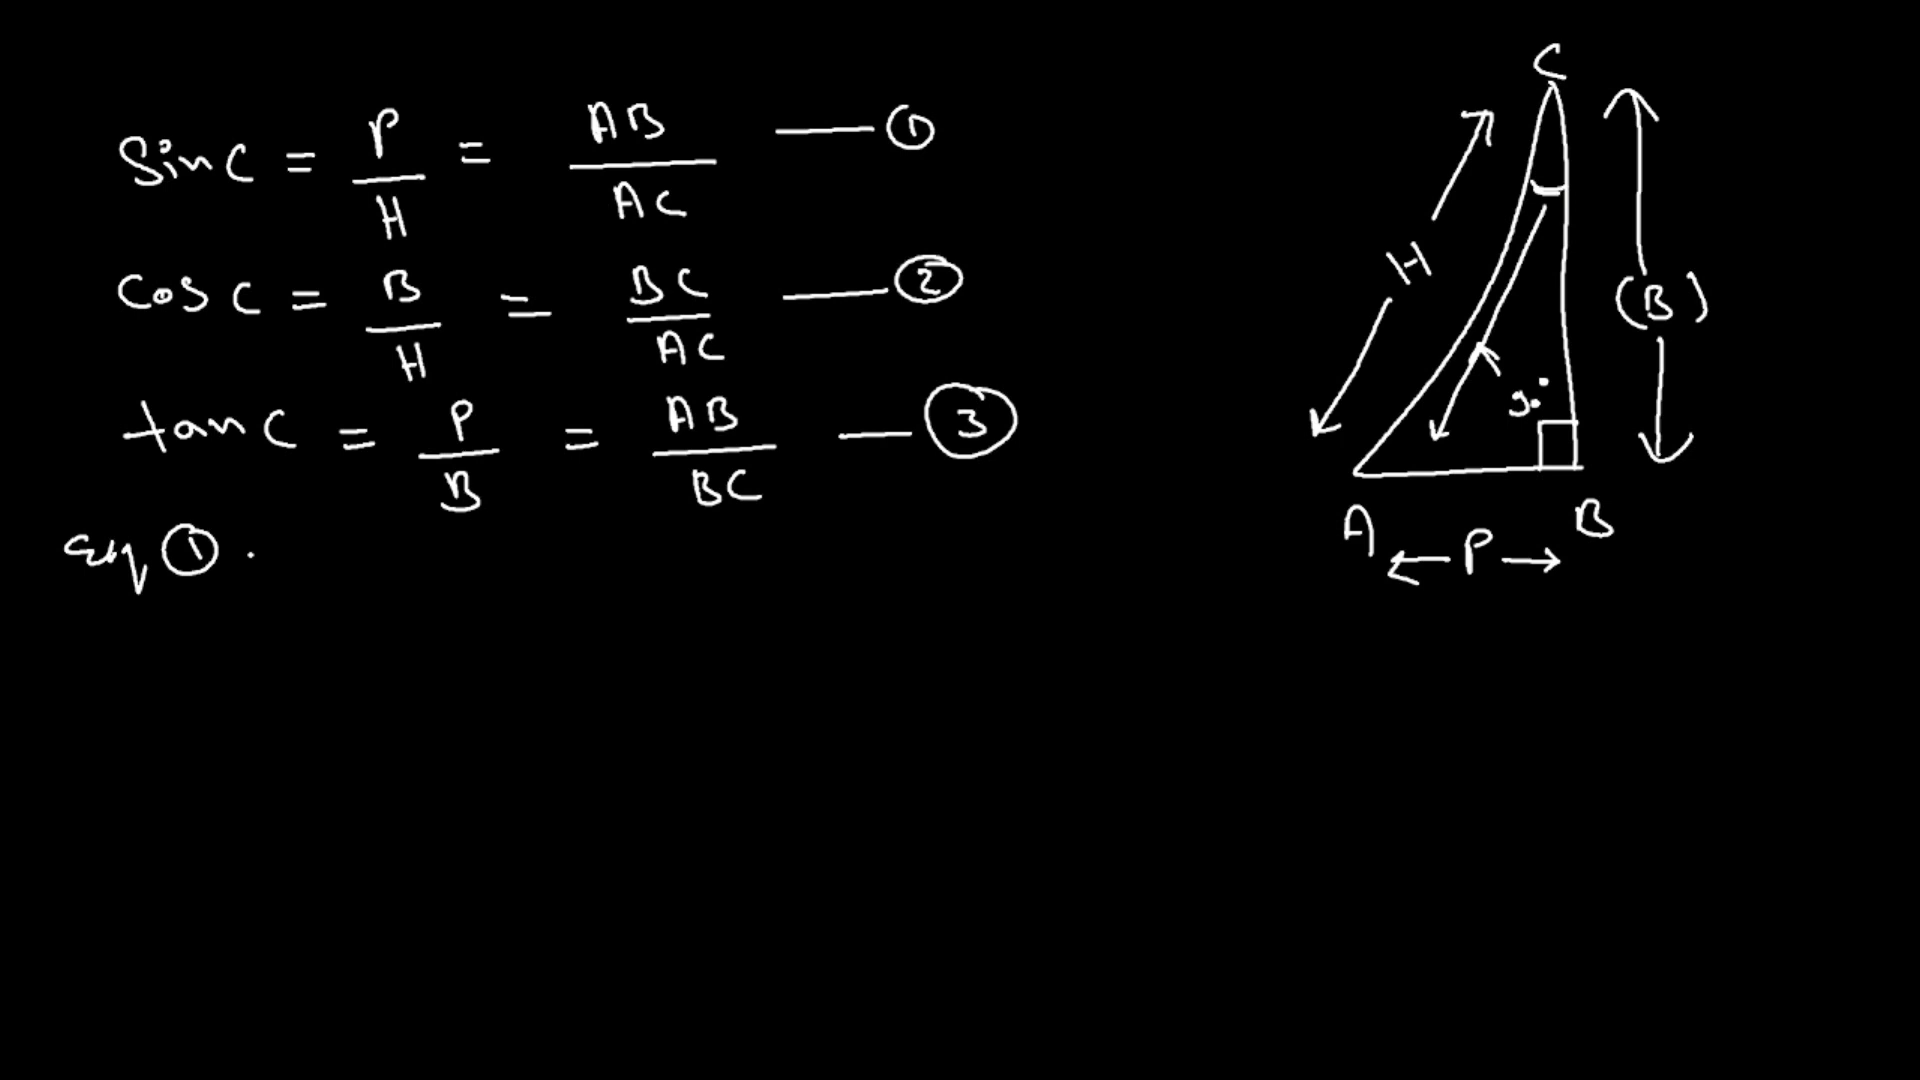 Sin C = P/H = AB/AC — ①
Cos C = B/H = BC/AC — ②
tan C = P/B = AB/BC — ③
eq ① .
C
H
(B)
A
B
P